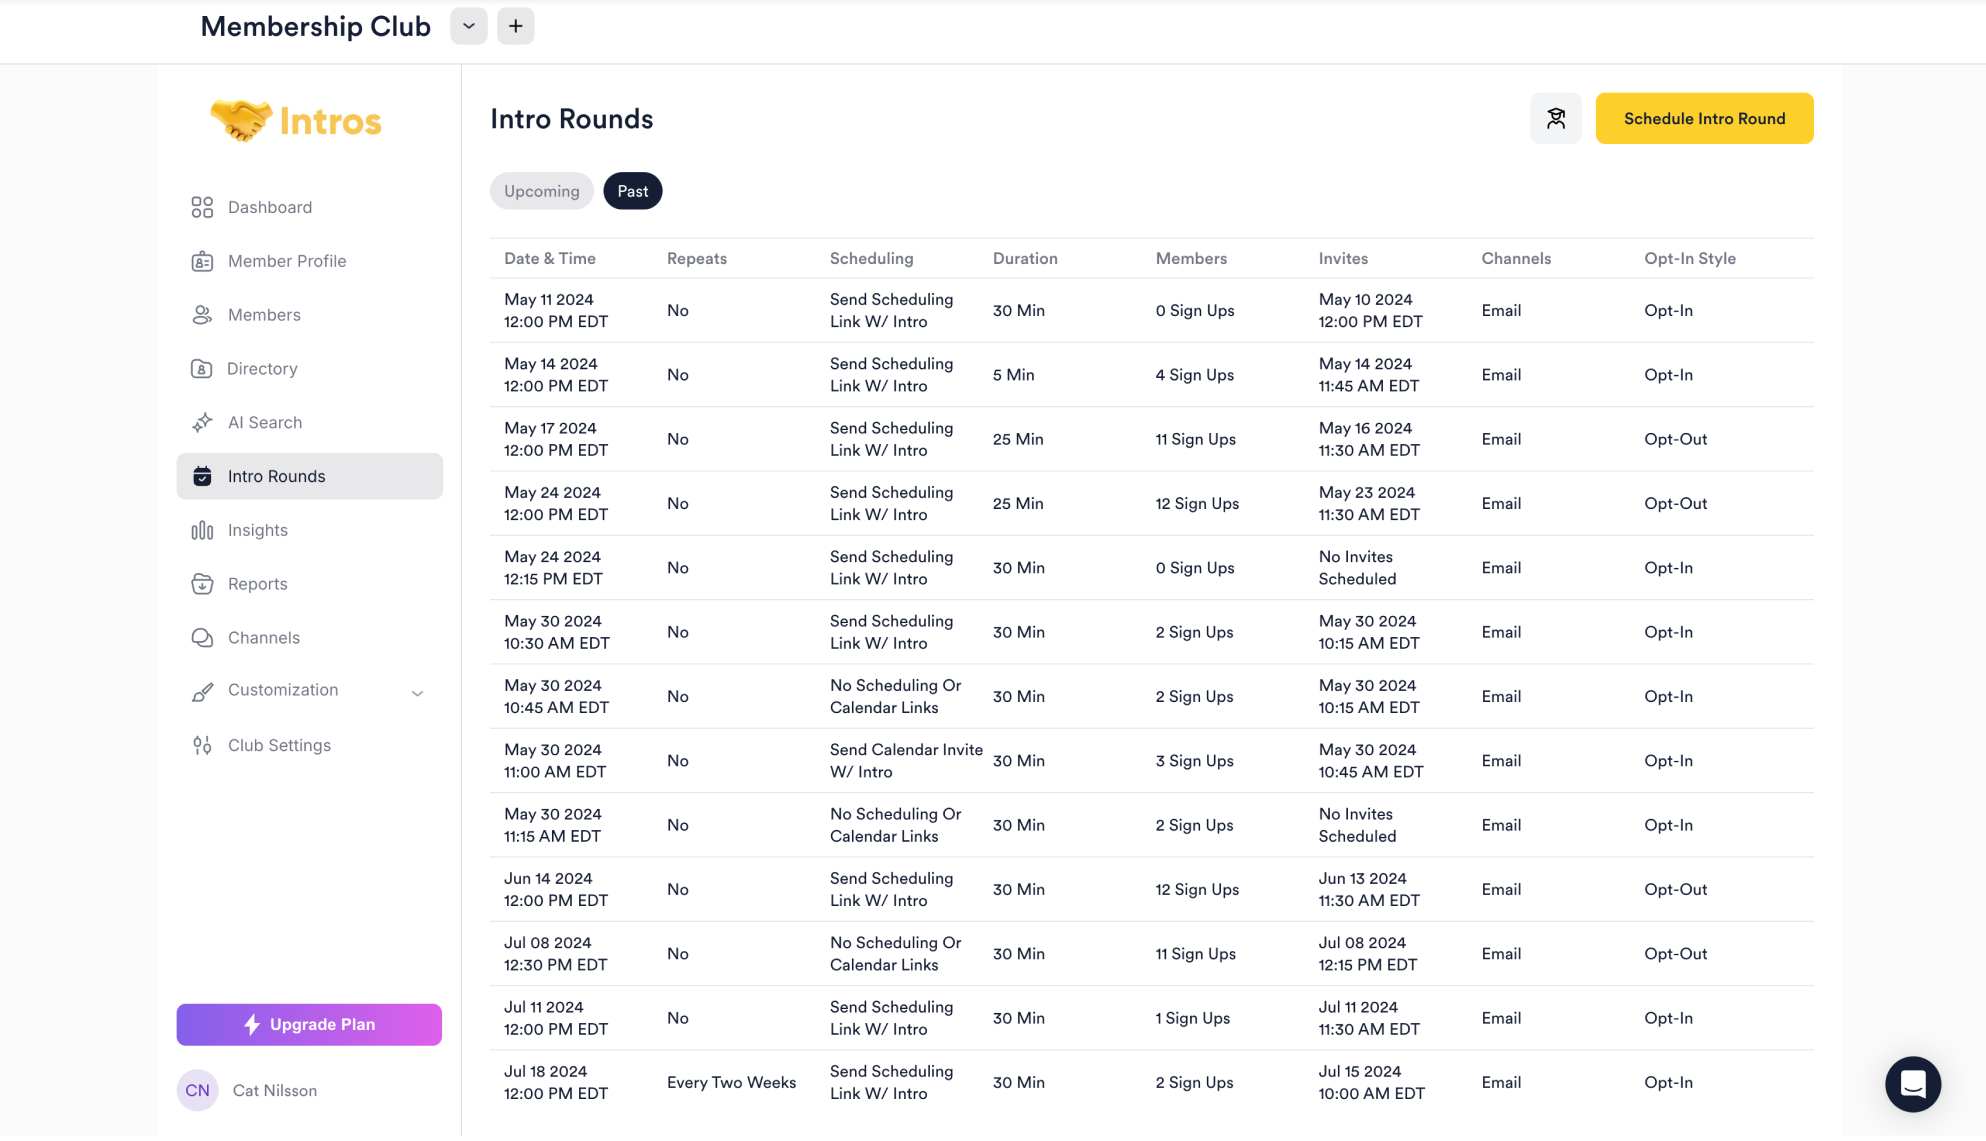 Membership Club
Intros
Dashboard
Member Profile
Members
Directory
AI Search
Intro Rounds
Insights
Reports
Channels
Customization
Club Settings
Upgrade Plan
CN Cat Nilsson
Intro Rounds
Schedule Intro Round
Upcoming Past
Date & Time Repeats Scheduling Duration Members Invites Channels Opt-In Style
May 11 2024 Send Scheduling May 10 2024
12:00 PM EDT No Link W/ Intro 30 Min 0 Sign Ups 12:00 PM EDT Email Opt-In
May 14 2024 Send Scheduling May 14 2024
12:00 PM EDT No Link W/ Intro 5 Min 4 Sign Ups 11:45 AM EDT Email Opt-In
May 17 2024 Send Scheduling May 16 2024
12:00 PM EDT No Link W/ Intro 25 Min 11 Sign Ups 11:30 AM EDT Email Opt-Out
May 24 2024 Send Scheduling May 23 2024
12:00 PM EDT No Link W/ Intro 25 Min 12 Sign Ups 11:30 AM EDT Email Opt-Out
May 24 2024 Send Scheduling No Invites
12:15 PM EDT No Link W/ Intro 30 Min 0 Sign Ups Scheduled Email Opt-In
May 30 2024 Send Scheduling May 30 2024
10:30 AM EDT No Link W/ Intro 30 Min 2 Sign Ups 10:15 AM EDT Email Opt-In
May 30 2024 No Scheduling Or May 30 2024
10:45 AM EDT No Calendar Links 30 Min 2 Sign Ups 10:15 AM EDT Email Opt-In
May 30 2024 Send Calendar Invite May 30 2024
11:00 AM EDT No W/ Intro 30 Min 3 Sign Ups 10:45 AM EDT Email Opt-In
May 30 2024 No Scheduling Or No Invites
11:15 AM EDT No Calendar Links 30 Min 2 Sign Ups Scheduled Email Opt-In
Jun 14 2024 Send Scheduling Jun 13 2024
12:00 PM EDT No Link W/ Intro 30 Min 12 Sign Ups 11:30 AM EDT Email Opt-Out
Jul 08 2024 No Scheduling Or Jul 08 2024
12:30 PM EDT No Calendar Links 30 Min 11 Sign Ups 12:15 PM EDT Email Opt-Out
Jul 11 2024 Send Scheduling Jul 11 2024
12:00 PM EDT No Link W/ Intro 30 Min 1 Sign Ups 11:30 AM EDT Email Opt-In
Jul 18 2024 Send Scheduling Jul 15 2024
12:00 PM EDT Every Two Weeks Link W/ Intro 30 Min 2 Sign Ups 10:00 AM EDT Email Opt-In